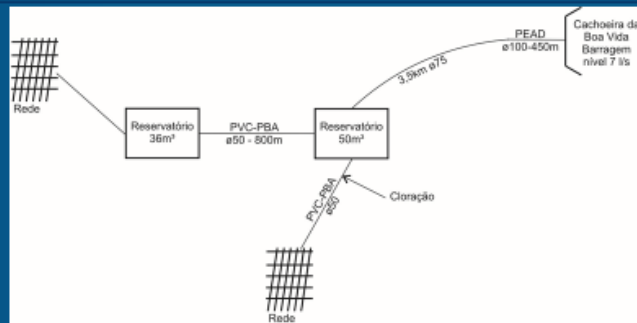 Cachoeira da
Boa Vida
Barragem
nível 7 l/s
PEAD
ø100-450m
3,5km ø75
Rede
Reservatório
36m³
PVC-PBA
ø50 - 800m
Reservatório
50m³
PVC-PBA
ø50
Cloração
Rede